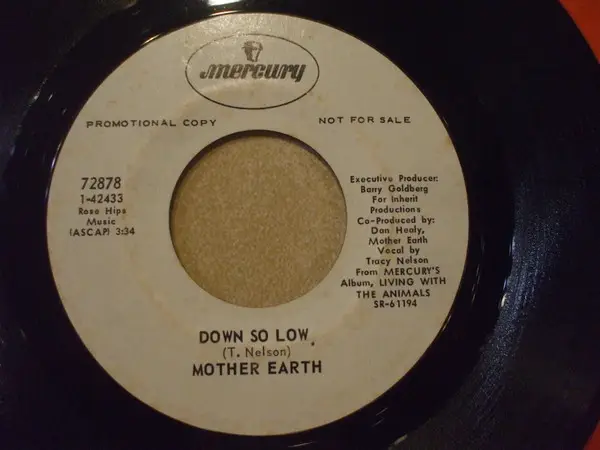 mercury
PROMOTIONAL COPY
NOT FOR SALE
72878
1-42433
Rose Hips
Music
(ASCAP) 3:34
Executive Producer:
Barry Goldberg
For Inherit
Productions
Co-Produced by:
Dan Healy,
Mother Earth
Vocal by
Tracy Nelson
From MERCURY'S
Album, LIVING WITH
THE ANIMALS
SR-61194
DOWN SO LOW
(T. Nelson)
MOTHER EARTH